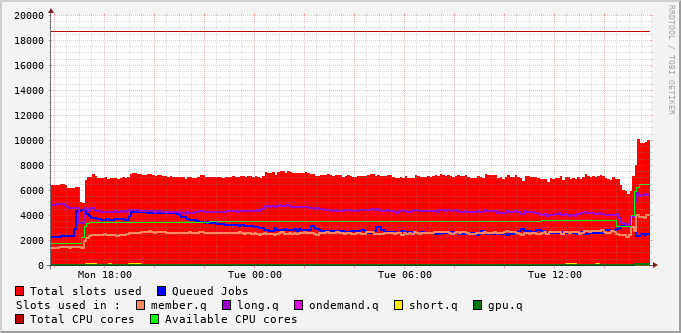 20000
18000
16000
14000
12000
10000
8000
6000
4000
2000
0
Mon 18:00 Tue 00:00 Tue 06:00 Tue 12:00
RRDTOOL / TOBI OETIKER
Total slots used Queued Jobs
Slots used in : member.q long.q ondemand.q short.q gpu.q
Total CPU cores Available CPU cores